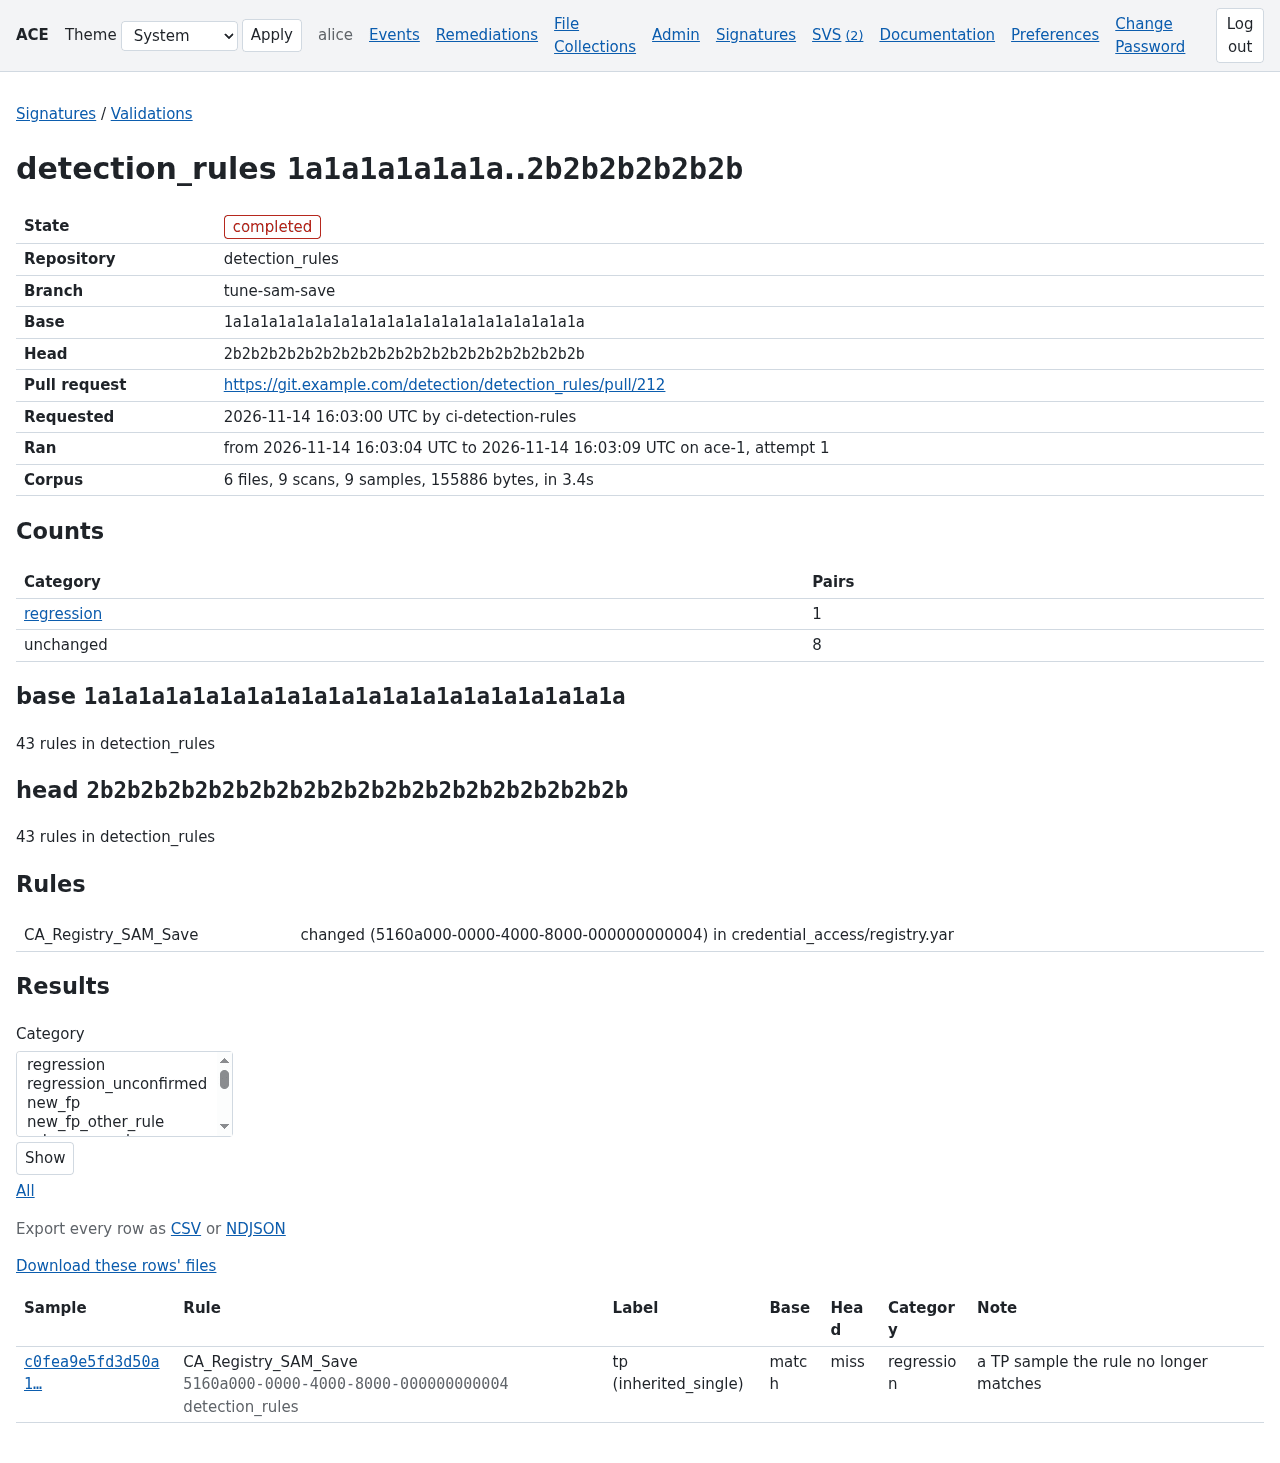 ACE Theme System Apply alice Events Remediations File Collections Admin Signatures SVS (2) Documentation Preferences Change Password Log out
Signatures / Validations
detection_rules 1a1a1a1a1a1a..2b2b2b2b2b2b
State completed
Repository detection_rules
Branch tune-sam-save
Base 1a1a1a1a1a1a1a1a1a1a1a1a1a1a1a1a1a1a1a1a
Head 2b2b2b2b2b2b2b2b2b2b2b2b2b2b2b2b2b2b2b2b
Pull request https://git.example.com/detection/detection_rules/pull/212
Requested 2026-11-14 16:03:00 UTC by ci-detection-rules
Ran from 2026-11-14 16:03:04 UTC to 2026-11-14 16:03:09 UTC on ace-1, attempt 1
Corpus 6 files, 9 scans, 9 samples, 155886 bytes, in 3.4s
Counts
Category Pairs
regression 1
unchanged 8
base 1a1a1a1a1a1a1a1a1a1a1a1a1a1a1a1a1a1a1a1a
43 rules in detection_rules
head 2b2b2b2b2b2b2b2b2b2b2b2b2b2b2b2b2b2b2b2b
43 rules in detection_rules
Rules
CA_Registry_SAM_Save changed (5160a000-0000-4000-8000-000000000004) in credential_access/registry.yar
Results
Category
regression
regression_unconfirmed
new_fp
new_fp_other_rule
Show
All
Export every row as CSV or NDJSON
Download these rows' files
Sample Rule Label Base Head Category Note
c0fea9e5fd3d50a1… CA_Registry_SAM_Save 5160a000-0000-4000-8000-000000000004 detection_rules tp (inherited_single) match miss regression a TP sample the rule no longer matches